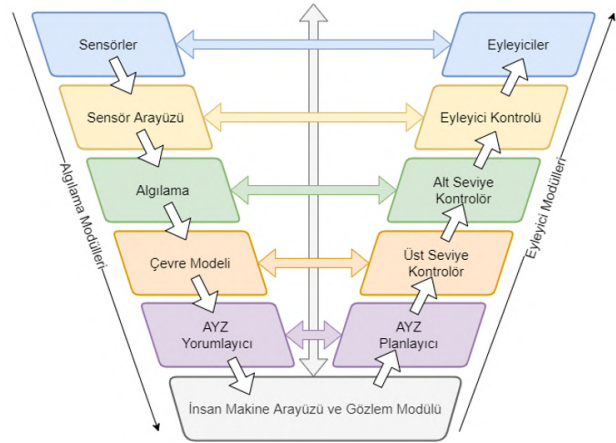 Sensörler
Eyleyiciler
Sensör Arayüzü
Eyleyici Kontrolü
Algılama
Alt Seviye
Kontrolör
Çevre Modeli
Üst Seviye
Kontrolör
AYZ
Yorumlayıcı
AYZ
Planlayıcı
İnsan Makine Arayüzü ve Gözlem Modülü
Algılama Modülleri
Eyleyici Modülleri